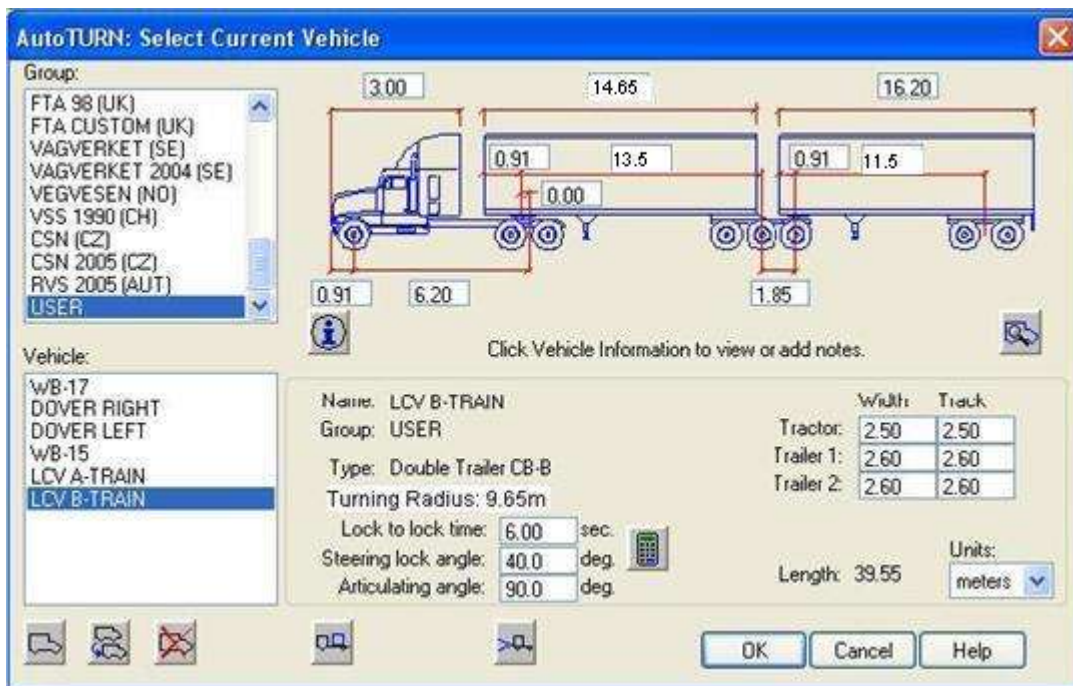 AutoTURN: Select Current Vehicle
Group:
FTA 98 (UK)
FTA CUSTOM (UK)
VAGVERKET (SE)
VAGVERKET 2004 (SE)
VEGVESEN (NO)
VSS 1990 (CH)
CSN (CZ)
CSN 2005 (CZ)
RVS 2005 (AUT)
USER
3.00 14.65 16.20
0.91 13.5 0.91 11.5
0.00
0.91 6.20 1.85
Click Vehicle Information to view or add notes.
Vehicle:
WB-17
DOVER RIGHT
DOVER LEFT
WB-15
LCV A-TRAIN
LCV B-TRAIN
Name: LCV B-TRAIN
Group: USER
Type: Double Trailer CB-B
Turning Radius: 9.65m
Lock to lock time: 6.00 sec.
Steering lock angle: 40.0 deg.
Articulating angle: 90.0 deg.
Width Track
Tractor: 2.50 2.50
Trailer 1: 2.60 2.60
Trailer 2: 2.60 2.60
Length: 39.55
Units:
meters
OK Cancel Help